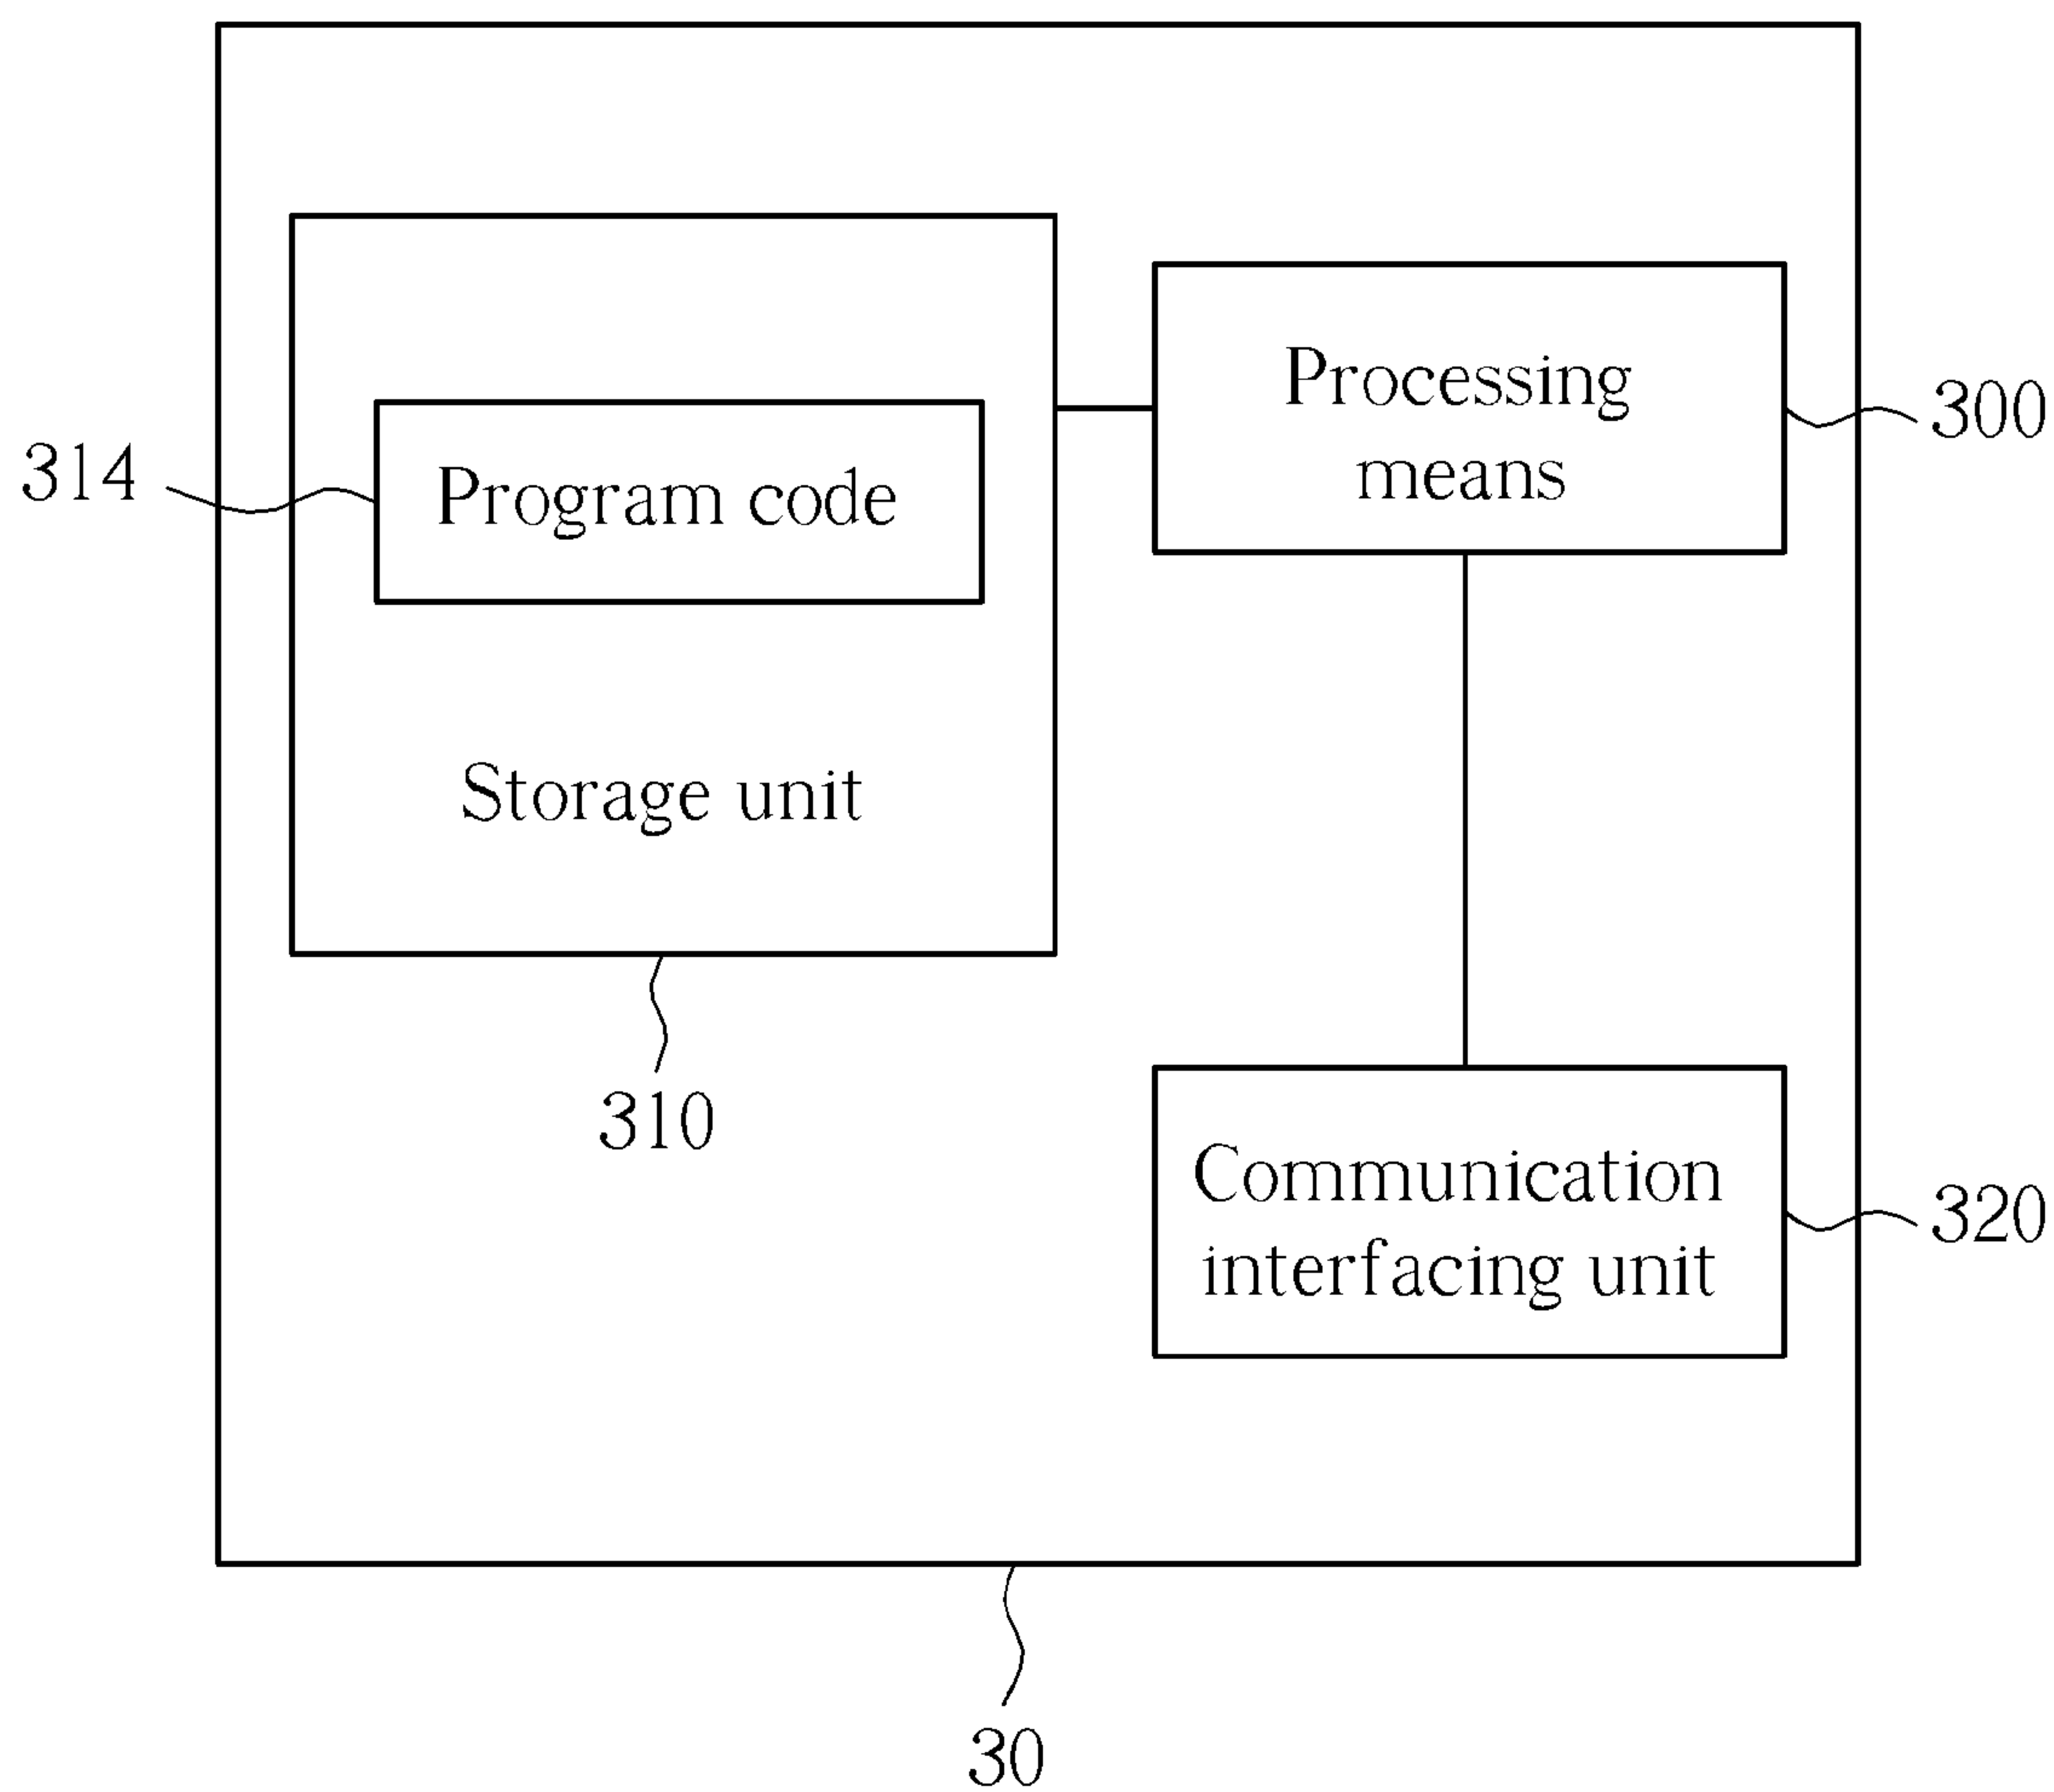 Processing
means
300
314
Program code
Storage unit
310
Communication
interfacing unit
320
30